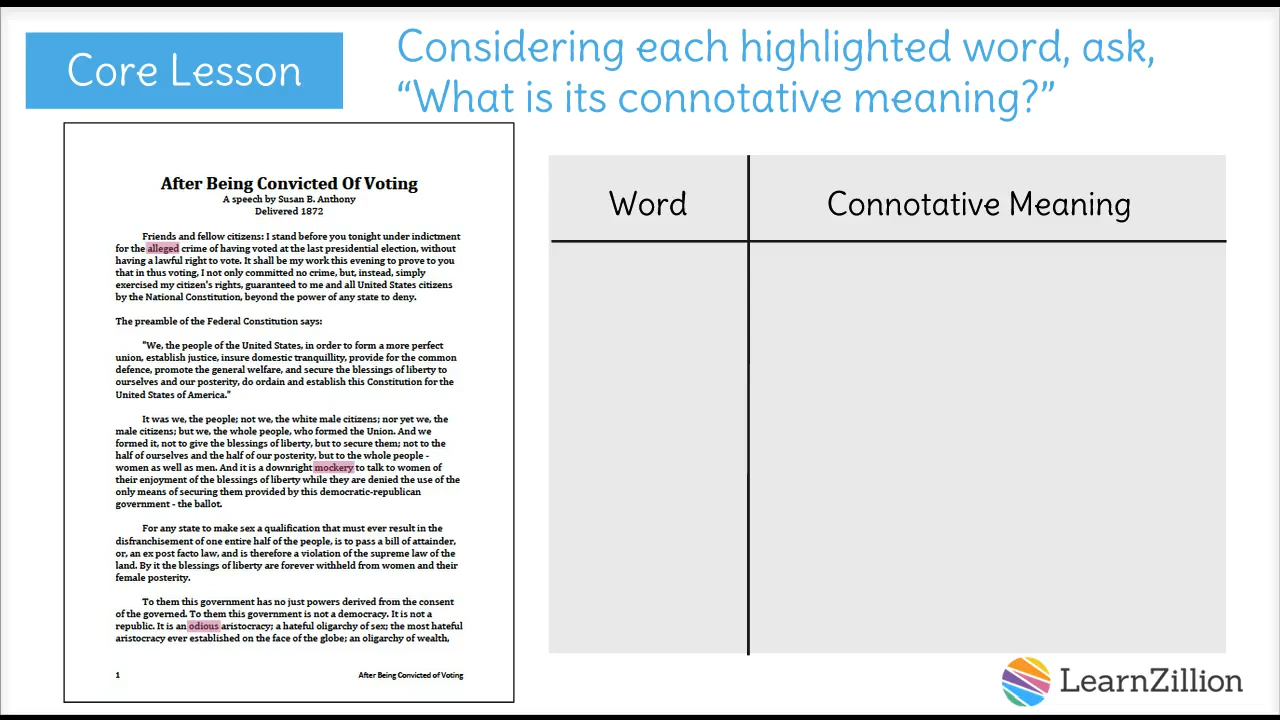 Core Lesson
Considering each highlighted word, ask,
“What is its connotative meaning?”
After Being Convicted Of Voting
A speech by Susan B. Anthony
Delivered 1872
Friends and fellow citizens: I stand before you tonight under indictment
for the alleged crime of having voted at the last presidential election, without
having a lawful right to vote. It shall be my work this evening to prove to you
that in thus voting, I not only committed no crime, but, instead, simply
exercised my citizen's rights, guaranteed to me and all United States citizens
by the National Constitution, beyond the power of any state to deny.
The preamble of the Federal Constitution says:
"We, the people of the United States, in order to form a more perfect
union, establish justice, insure domestic tranquillity, provide for the common
defence, promote the general welfare, and secure the blessings of liberty to
ourselves and our posterity, do ordain and establish this Constitution for the
United States of America."
It was we, the people; not we, the white male citizens; nor yet we, the
male citizens; but we, the whole people, who formed the Union. And we
formed it, not to give the blessings of liberty, but to secure them; not to the
half of ourselves and the half of our posterity, but to the whole people -
women as well as men. And it is a downright mockery to talk to women of
their enjoyment of the blessings of liberty while they are denied the use of the
only means of securing them provided by this democratic-republican
government - the ballot.
For any state to make sex a qualification that must ever result in the
disfranchisement of one entire half of the people, is to pass a bill of attainder,
or, an ex post facto law, and is therefore a violation of the supreme law of the
land. By it the blessings of liberty are forever withheld from women and their
female posterity.
To them this government has no just powers derived from the consent
of the governed. To them this government is not a democracy. It is not a
republic. It is an odious aristocracy; a hateful oligarchy of sex; the most hateful
aristocracy ever established on the face of the globe; an oligarchy of wealth,
1 After Being Convicted of Voting
Word Connotative Meaning
LearnZillion